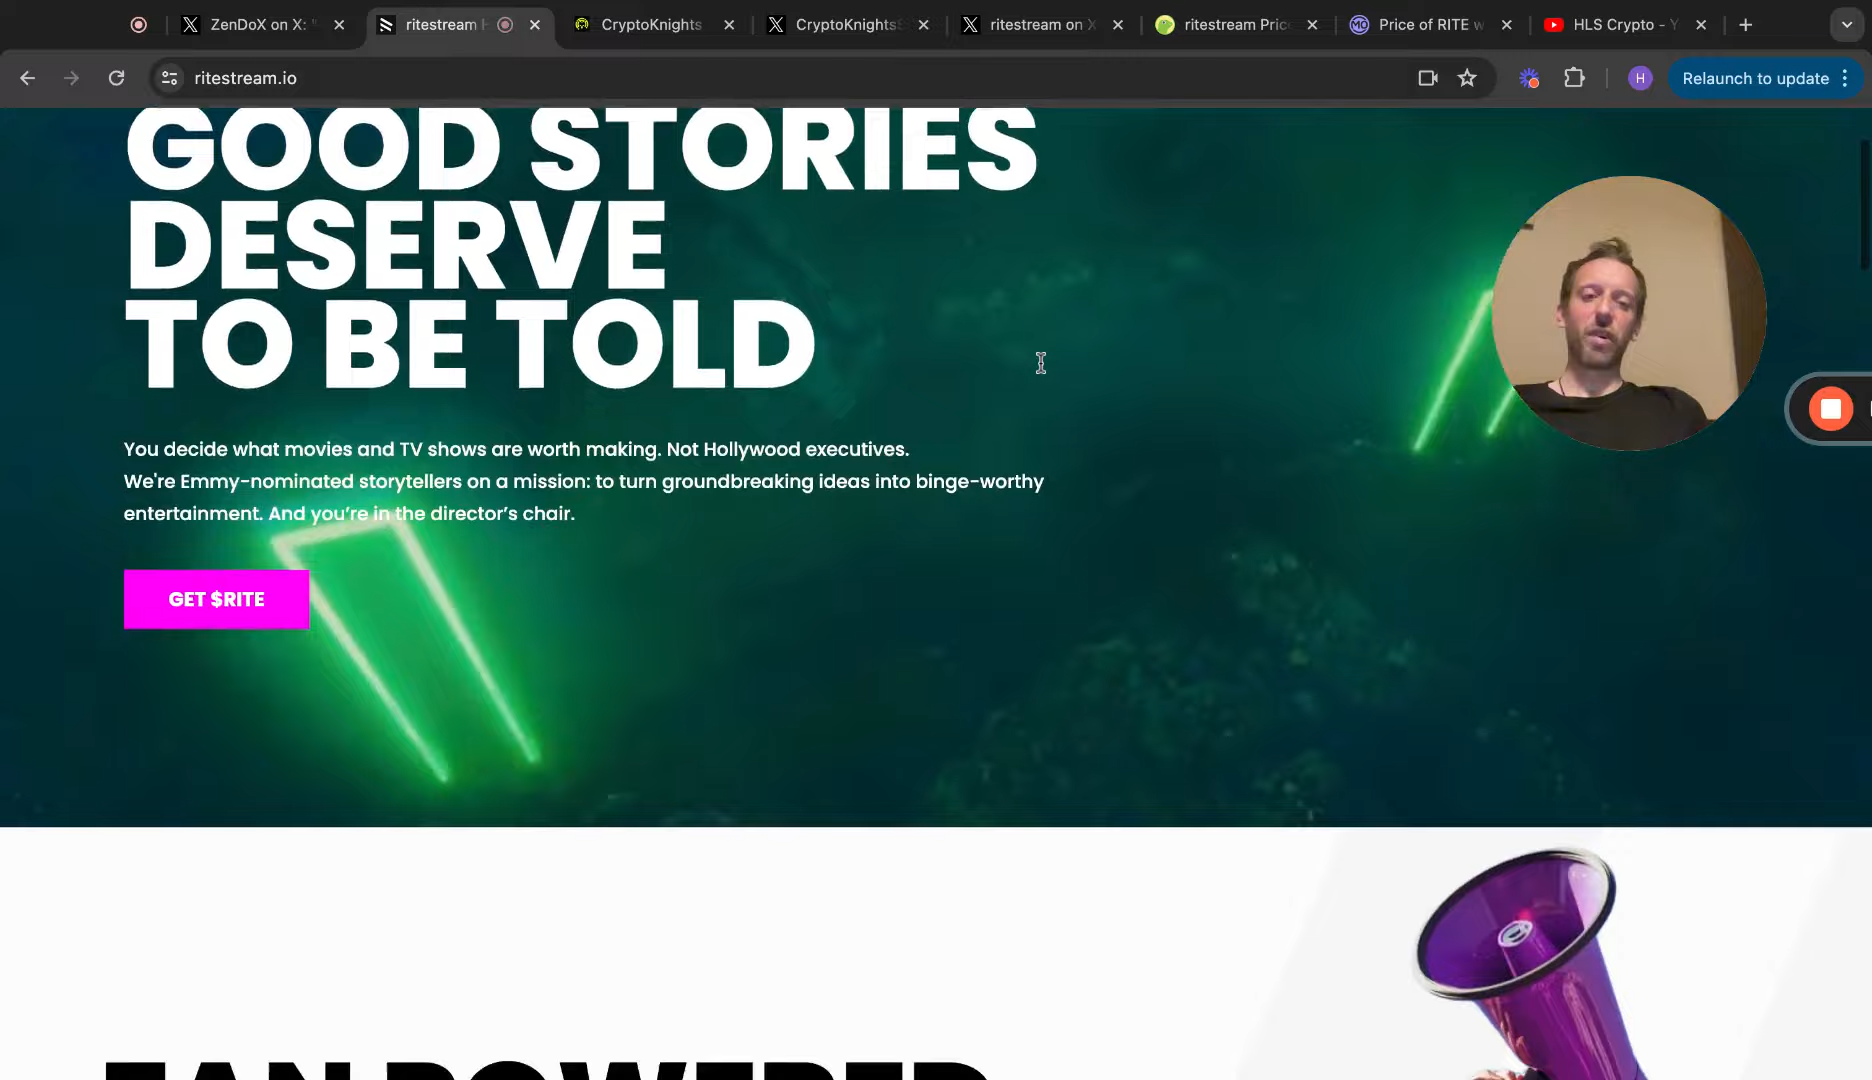 ZenDoX on X: "
ritestream H
CryptoKnights
CryptoKnightsS
ritestream on X
ritestream Pric
Price of RITE w
HLS Crypto - Y
ritestream.io
H
Relaunch to update
GOOD STORIES
DESERVE
TO BE TOLD
You decide what movies and TV shows are worth making. Not Hollywood executives.
We're Emmy-nominated storytellers on a mission: to turn groundbreaking ideas into binge-worthy
entertainment. And you're in the director's chair.
GET $RITE
FAN POWERED